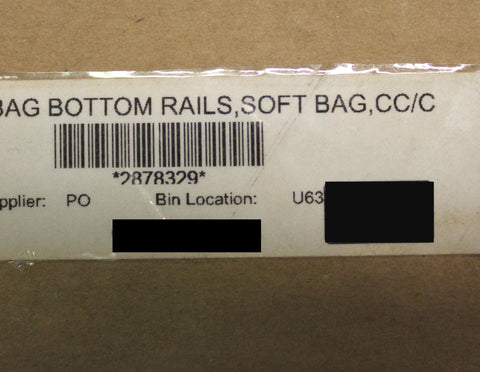 BAG BOTTOM RAILS,SOFT BAG,CC/C
*2878329*
pplier: PO Bin Location: U63